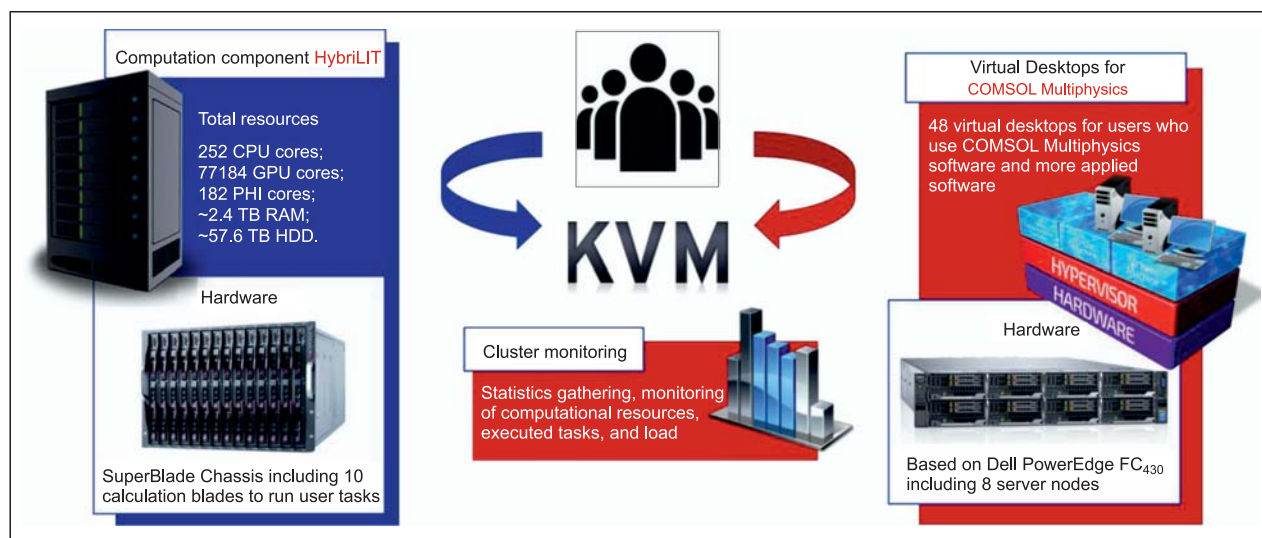 Computation component HybriLIT
Total resources
252 CPU cores;
77184 GPU cores;
182 PHI cores;
~2.4 TB RAM;
~57.6 TB HDD.
Hardware
SuperBlade Chassis including 10
calculation blades to run user tasks
KVM
Cluster monitoring
Statistics gathering, monitoring
of computational resources,
executed tasks, and load
Virtual Desktops for
COMSOL Multiphysics
48 virtual desktops for users who
use COMSOL Multiphysics
software and more applied
software
HYPERVISOR
HARDWARE
Hardware
Based on Dell PowerEdge FC430
including 8 server nodes